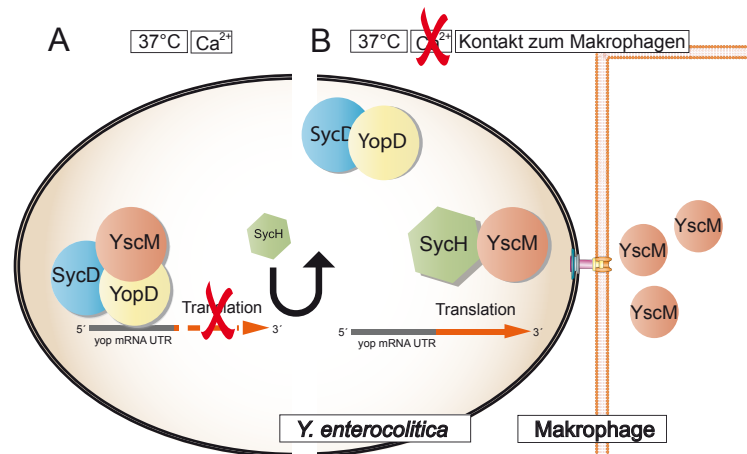 A
37°C Ca²⁺
B
37°C Ca²⁺ Kontakt zum Makrophagen
SycD YopD
YscM
SycD
YopD
SycH
Translation
5´ 3´
yop mRNA UTR
SycH YscM
Translation
5´ 3´
yop mRNA UTR
YscM
YscM
YscM
Y. enterocolitica
Makrophage